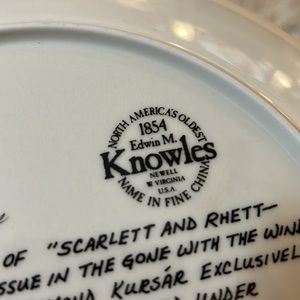 NORTH AMERICA'S OLDEST
1854
Edwin M.
Knowles
NEWELL
W VIRGINIA
U.S.A
NAME IN FINE CHINA
OF "SCARLETT AND RHETT—
ISSUE IN THE GONE WITH THE WIN
KURSÁR EXCLUSIVEL
UNDER